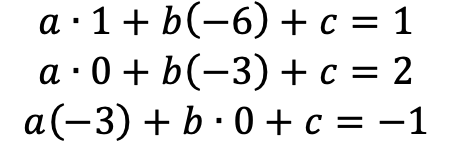 a · 1 + b(−6) + c = 1
a · 0 + b(−3) + c = 2
a(−3) + b · 0 + c = −1